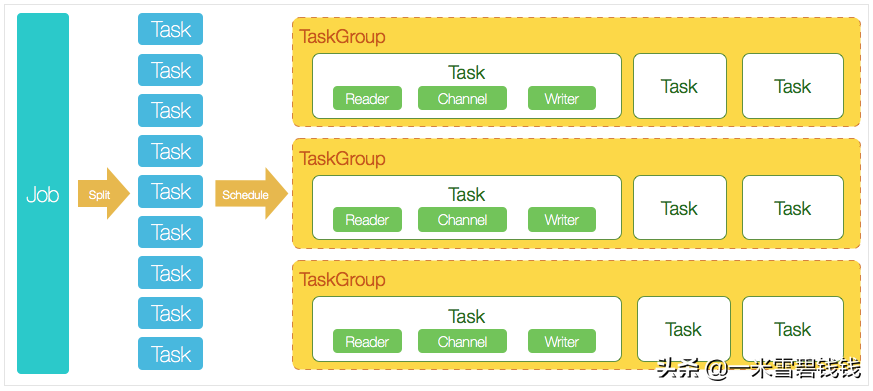 Job
Split
Task
Task
Task
Task
Task
Task
Task
Task
Task
Schedule
TaskGroup
Task
Reader Channel Writer
Task
Task
TaskGroup
Task
Reader Channel Writer
Task
Task
TaskGroup
Task
Reader Channel Writer
Task
Task
头条 @一米雪碧钱钱